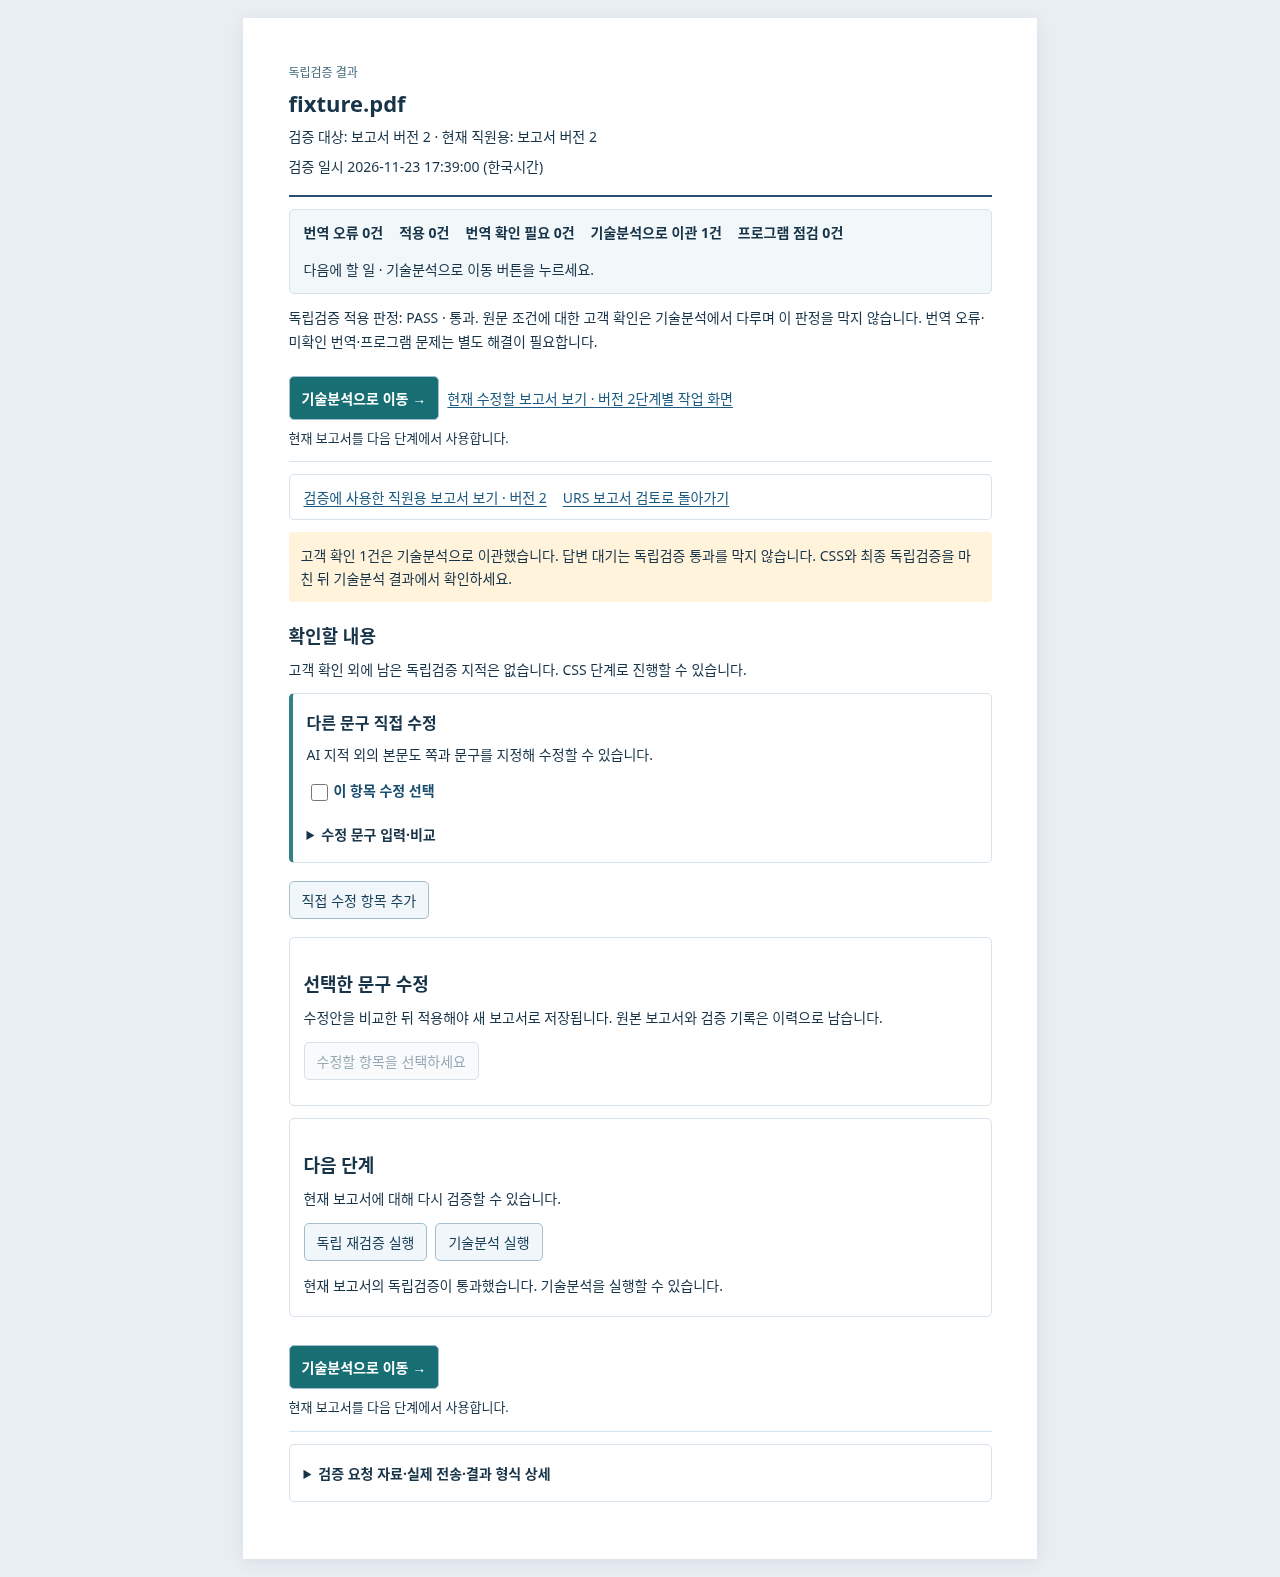 독립검증 결과
fixture.pdf
검증 대상: 보고서 버전 2 · 현재 직원용: 보고서 버전 2
검증 일시 2026-11-23 17:39:00 (한국시간)
번역 오류 0건 적용 0건 번역 확인 필요 0건 기술분석으로 이관 1건 프로그램 점검 0건
다음에 할 일 · 기술분석으로 이동 버튼을 누르세요.
독립검증 적용 판정: PASS · 통과. 원문 조건에 대한 고객 확인은 기술분석에서 다루며 이 판정을 막지 않습니다. 번역 오류·
미확인 번역·프로그램 문제는 별도 해결이 필요합니다.
기술분석으로 이동 → 현재 수정할 보고서 보기 · 버전 2단계별 작업 화면
현재 보고서를 다음 단계에서 사용합니다.
검증에 사용한 직원용 보고서 보기 · 버전 2 URS 보고서 검토로 돌아가기
고객 확인 1건은 기술분석으로 이관했습니다. 답변 대기는 독립검증 통과를 막지 않습니다. CSS와 최종 독립검증을 마
친 뒤 기술분석 결과에서 확인하세요.
확인할 내용
고객 확인 외에 남은 독립검증 지적은 없습니다. CSS 단계로 진행할 수 있습니다.
다른 문구 직접 수정
AI 지적 외의 본문도 쪽과 문구를 지정해 수정할 수 있습니다.
이 항목 수정 선택
▶ 수정 문구 입력·비교
직접 수정 항목 추가
선택한 문구 수정
수정안을 비교한 뒤 적용해야 새 보고서로 저장됩니다. 원본 보고서와 검증 기록은 이력으로 남습니다.
수정할 항목을 선택하세요
다음 단계
현재 보고서에 대해 다시 검증할 수 있습니다.
독립 재검증 실행 기술분석 실행
현재 보고서의 독립검증이 통과했습니다. 기술분석을 실행할 수 있습니다.
기술분석으로 이동 →
현재 보고서를 다음 단계에서 사용합니다.
▶ 검증 요청 자료·실제 전송·결과 형식 상세